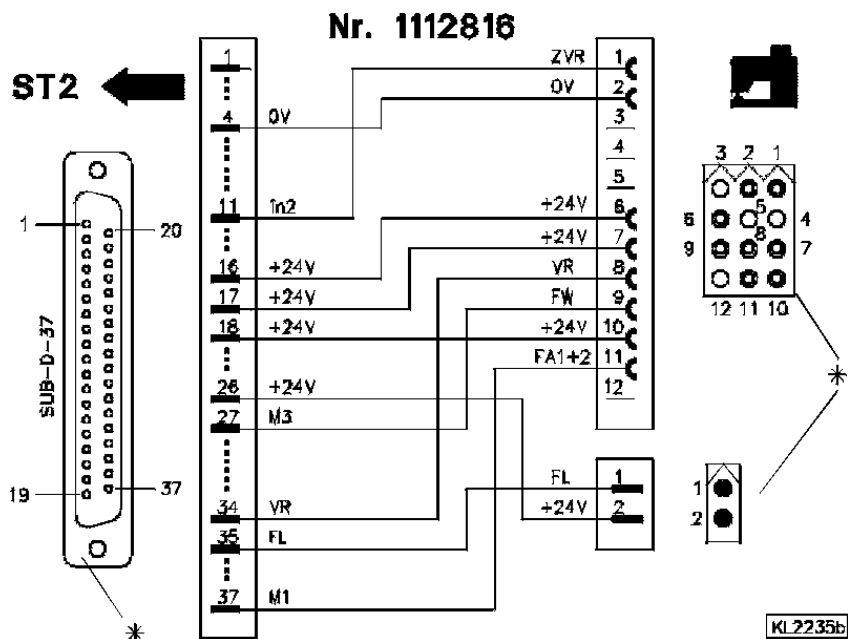 Nr. 1112816
ST2
1
4 0V
11 In2
16 +24V
17 +24V
18 +24V
26 +24V
27 M3
34 VR
35 FL
37 M1
ZVR 1
0V 2
3
4
5
+24V 6
+24V 7
VR 8
FW 9
+24V 10
FA1+2 11
12
FL 1
+24V 2
1 20
SUB-D-37
19 37
*
3 2 1
6 5 4
9 8 7
12 11 10
*
1
2
KL2235b